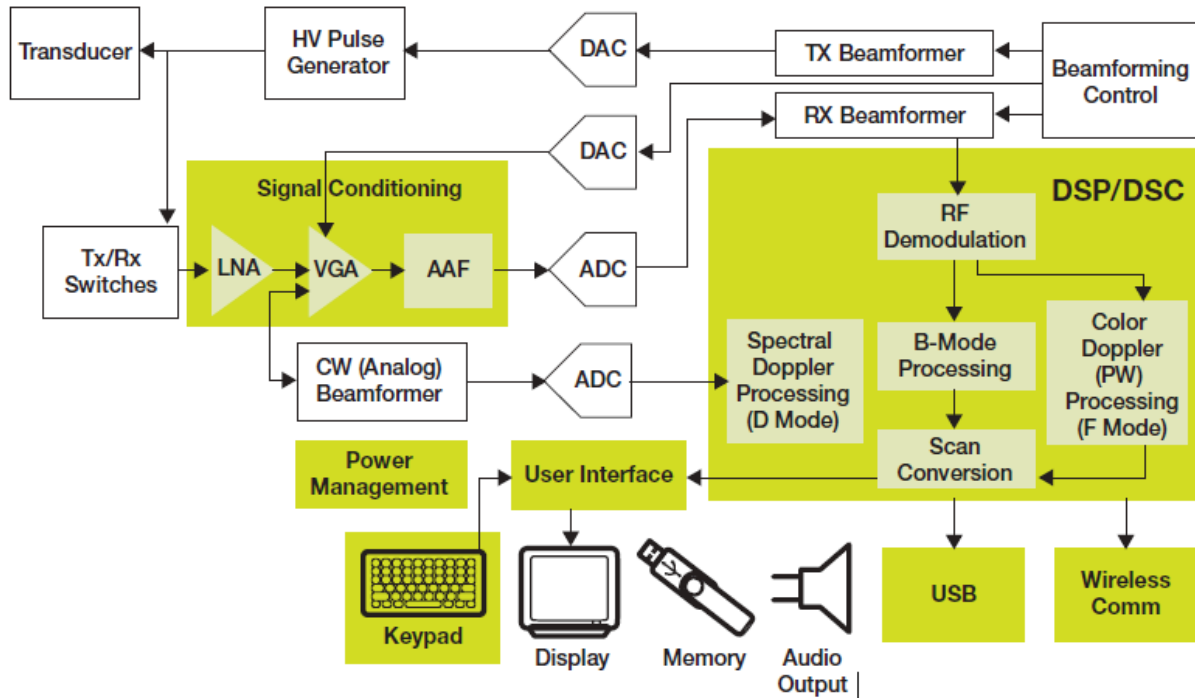 Transducer
HV Pulse
Generator
DAC
TX Beamformer
Beamforming
Control
RX Beamformer
DAC
Signal Conditioning
DSP/DSC
RF
Demodulation
Tx/Rx
Switches
LNA
VGA
AAF
ADC
Spectral
Doppler
Processing
(D Mode)
B-Mode
Processing
Color
Doppler
(PW)
Processing
(F Mode)
CW (Analog)
Beamformer
ADC
Scan
Conversion
Power
Management
User Interface
Keypad
Display
Memory
Audio
Output
USB
Wireless
Comm